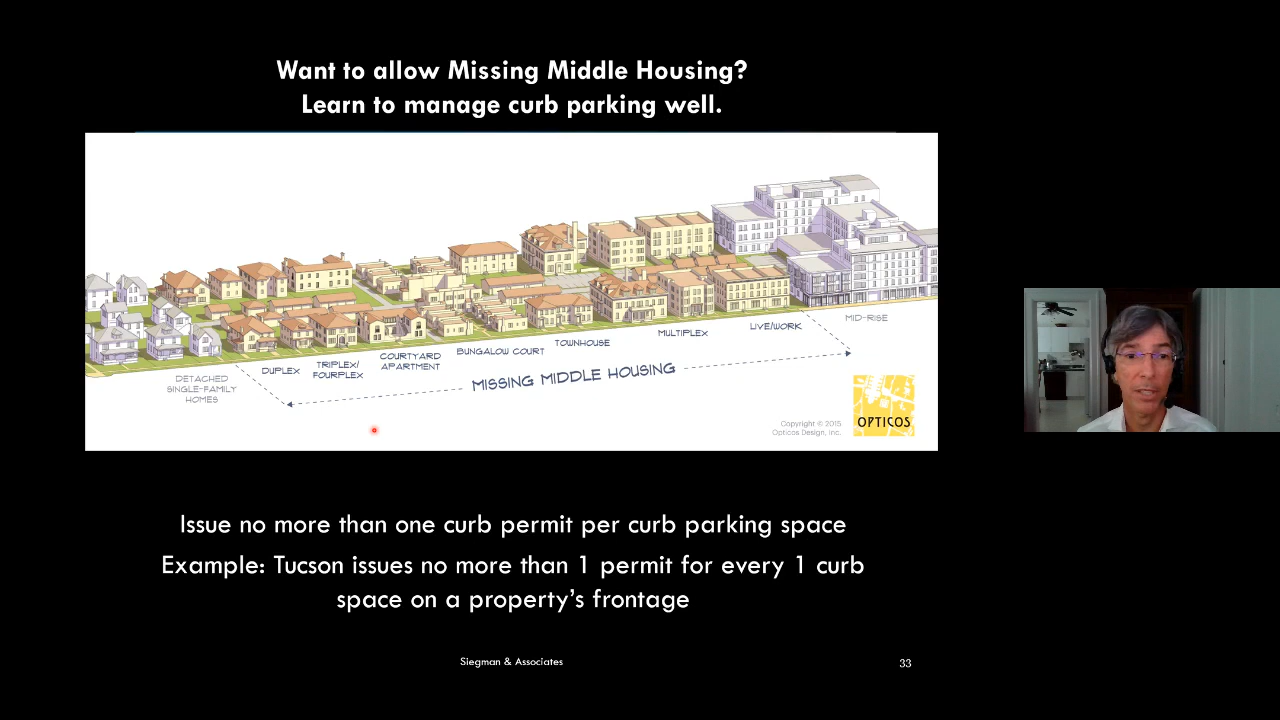 Want to allow Missing Middle Housing?
Learn to manage curb parking well.
DETACHED
SINGLE-FAMILY
HOMES
DUPLEX
TRIPLEX/
FOURPLEX
COURTYARD
APARTMENT
BUNGALOW COURT
TOWNHOUSE
MULTIPLEX
LIVE/WORK
MID-RISE
MISSING MIDDLE HOUSING
Copyright © 2015
Opticos Design, Inc.
OPTICOS
Issue no more than one curb permit per curb parking space
Example: Tucson issues no more than 1 permit for every 1 curb
space on a property’s frontage
Siegman & Associates
33